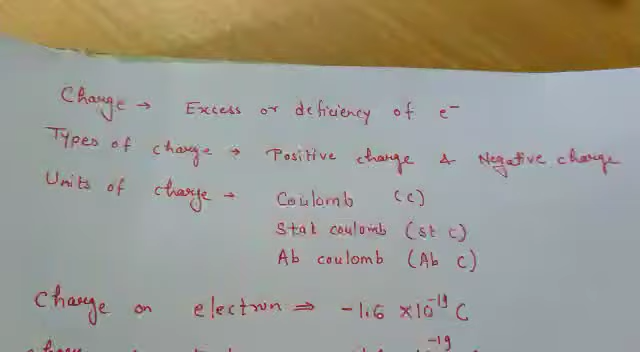 Charge → Excess or deficiency of e⁻
Types of charge → Positive charge & Negative charge
Units of charge → Coulomb (c)
Stat coulomb (st c)
Ab coulomb (Ab c)
Charge on electron ⇒ -1.6 ×10⁻¹⁹ C